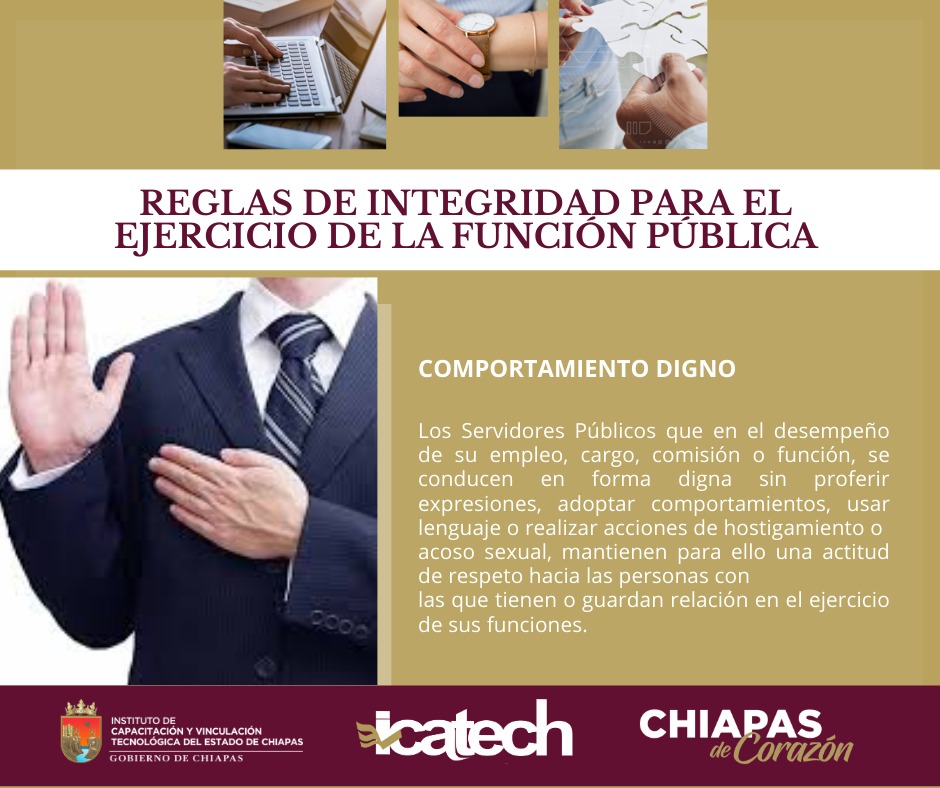 REGLAS DE INTEGRIDAD PARA EL
EJERCICIO DE LA FUNCIÓN PÚBLICA
COMPORTAMIENTO DIGNO
Los Servidores Públicos que en el desempeño
de su empleo, cargo, comisión o función, se
conducen en forma digna sin proferir
expresiones, adoptar comportamientos, usar
lenguaje o realizar acciones de hostigamiento o
acoso sexual, mantienen para ello una actitud
de respeto hacia las personas con
las que tienen o guardan relación en el ejercicio
de sus funciones.
INSTITUTO DE
CAPACITACIÓN Y VINCULACIÓN
TECNOLÓGICA DEL ESTADO DE CHIAPAS
GOBIERNO DE CHIAPAS
icatech
CHIAPAS
de Corazón